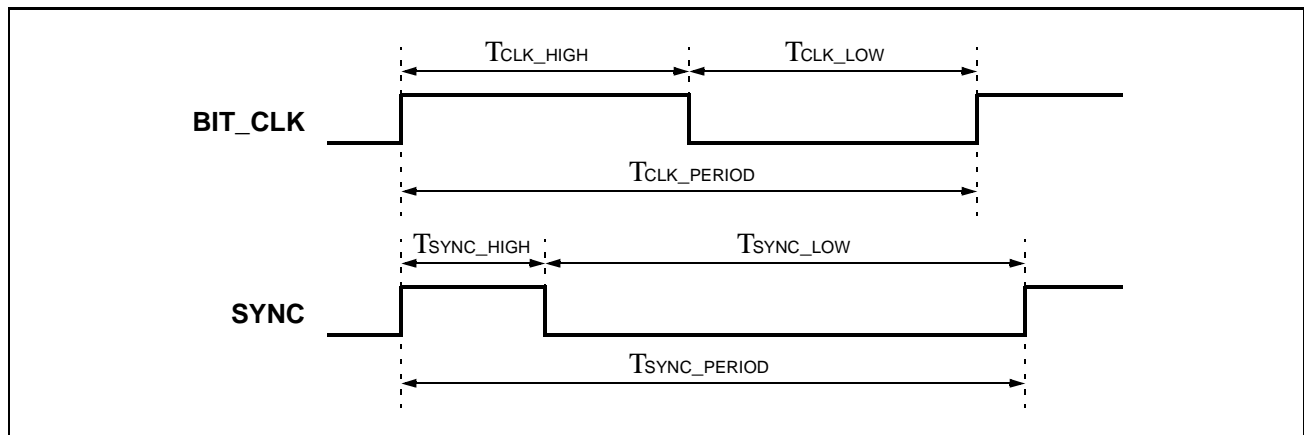 TCLK_HIGH TCLK_LOW
BIT_CLK
TCLK_PERIOD
TSYNC_HIGH TSYNC_LOW
SYNC
TSYNC_PERIOD